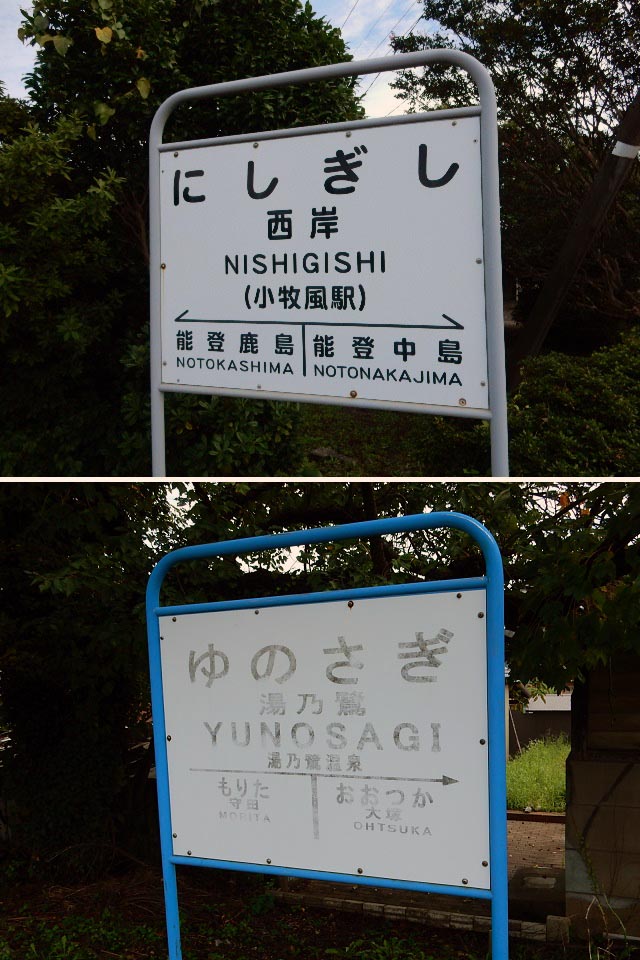 にしぎし
西岸
NISHIGISHI
(小牧風駅)
能登鹿島 能登中島
NOTOKASHIMA NOTONAKAJIMA
ゆのさぎ
湯乃鷺
YUNOSAGI
湯乃鷺温泉
もりた おおつか
守田 大塚
MORITA OHTSUKA